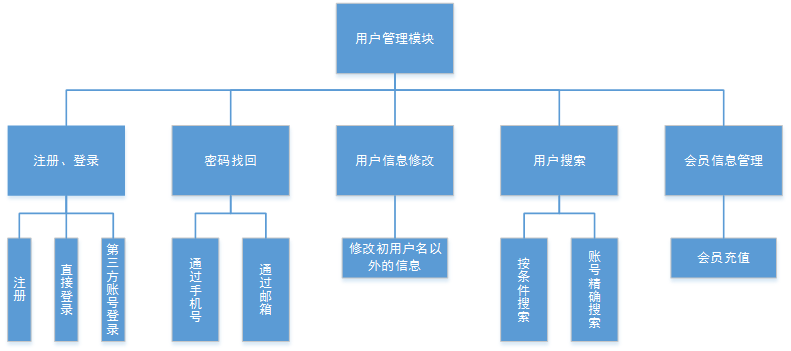 用户管理模块
注册、登录
密码找回
用户信息修改
用户搜索
会员信息管理
注册
直接登录
第三方账号登录
通过手机号
通过邮箱
修改初用户名以
外的信息
按条件搜索
账号精确搜索
会员充值